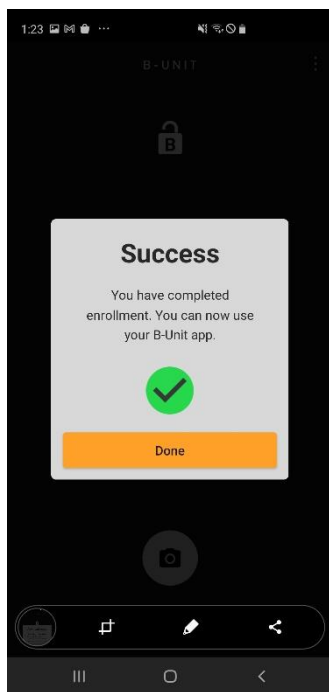 1:23
B-UNIT
B
Success
You have completed
enrollment. You can now use
your B-Unit app.
Done